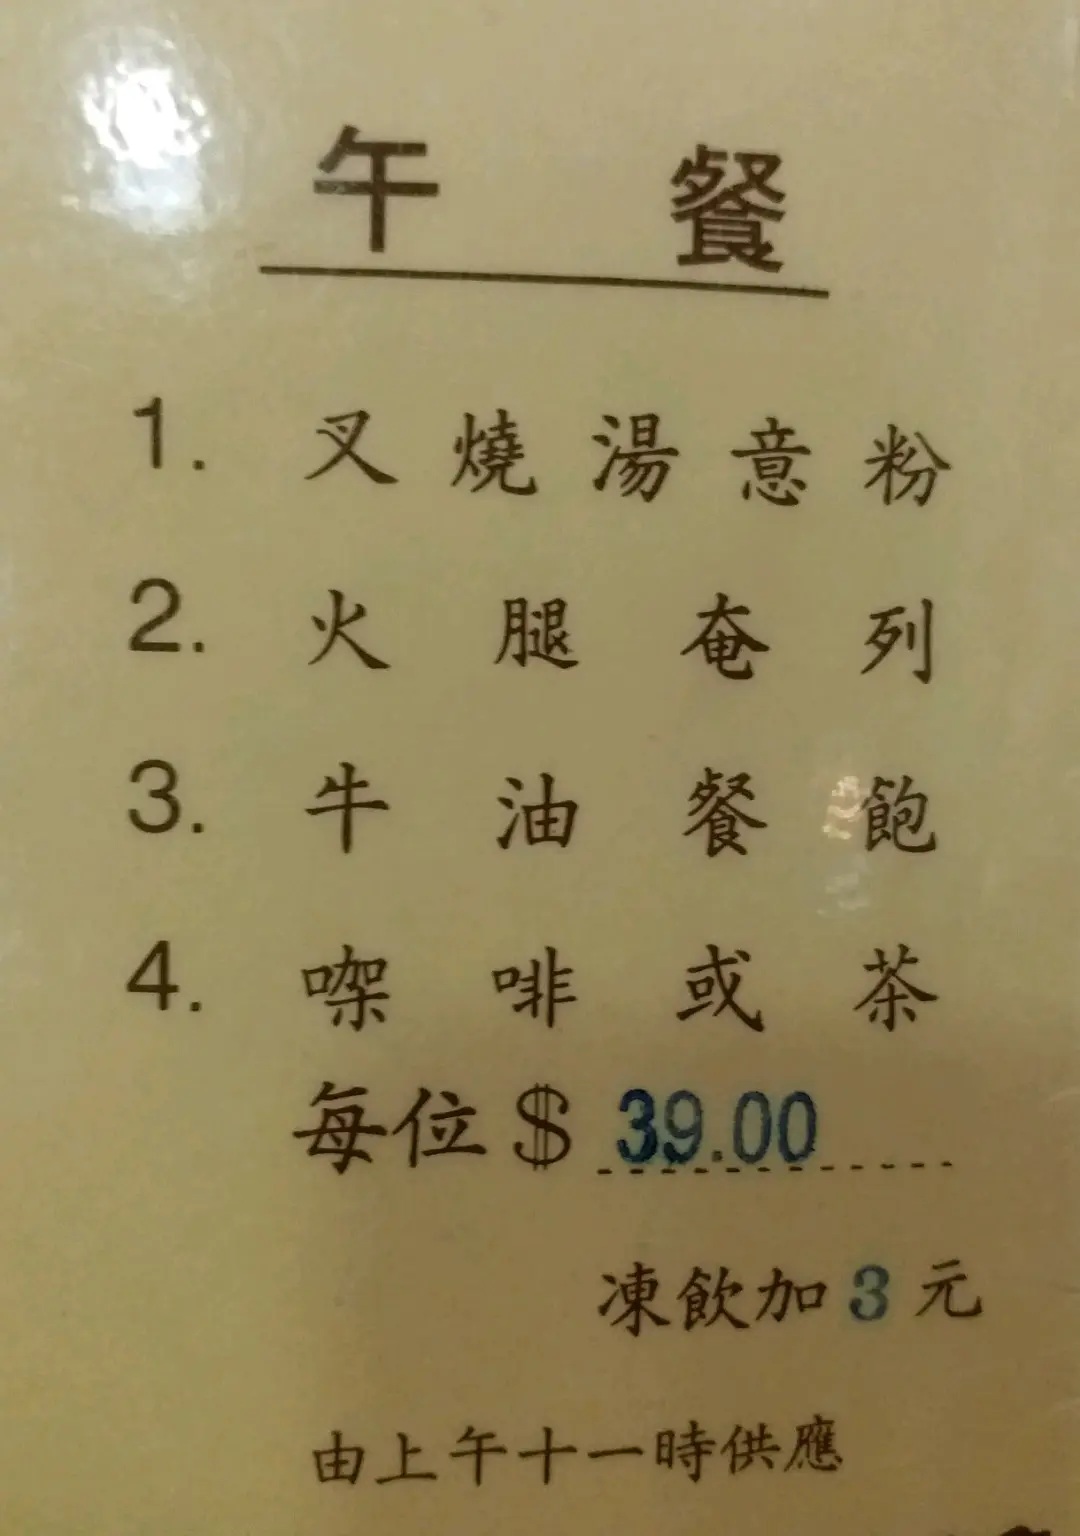 午餐
1. 叉燒湯意粉
2. 火腿奄列
3. 牛油餐飽
4. 㗎啡或茶
每位$39.00
凍飲加3元
由上午十一時供應